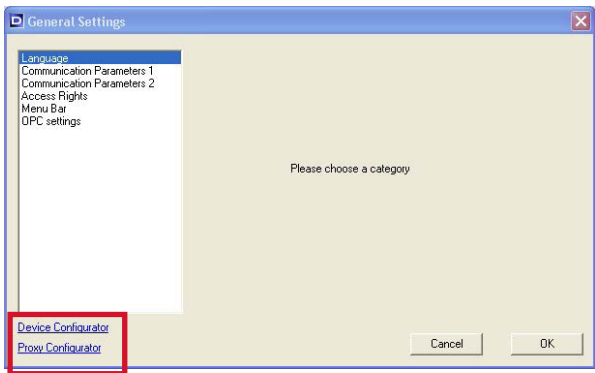 General Settings
Language
Communication Parameters 1
Communication Parameters 2
Access Rights
Menu Bar
OPC settings
Please choose a category
Device Configurator
Proxy Configurator
Cancel
OK